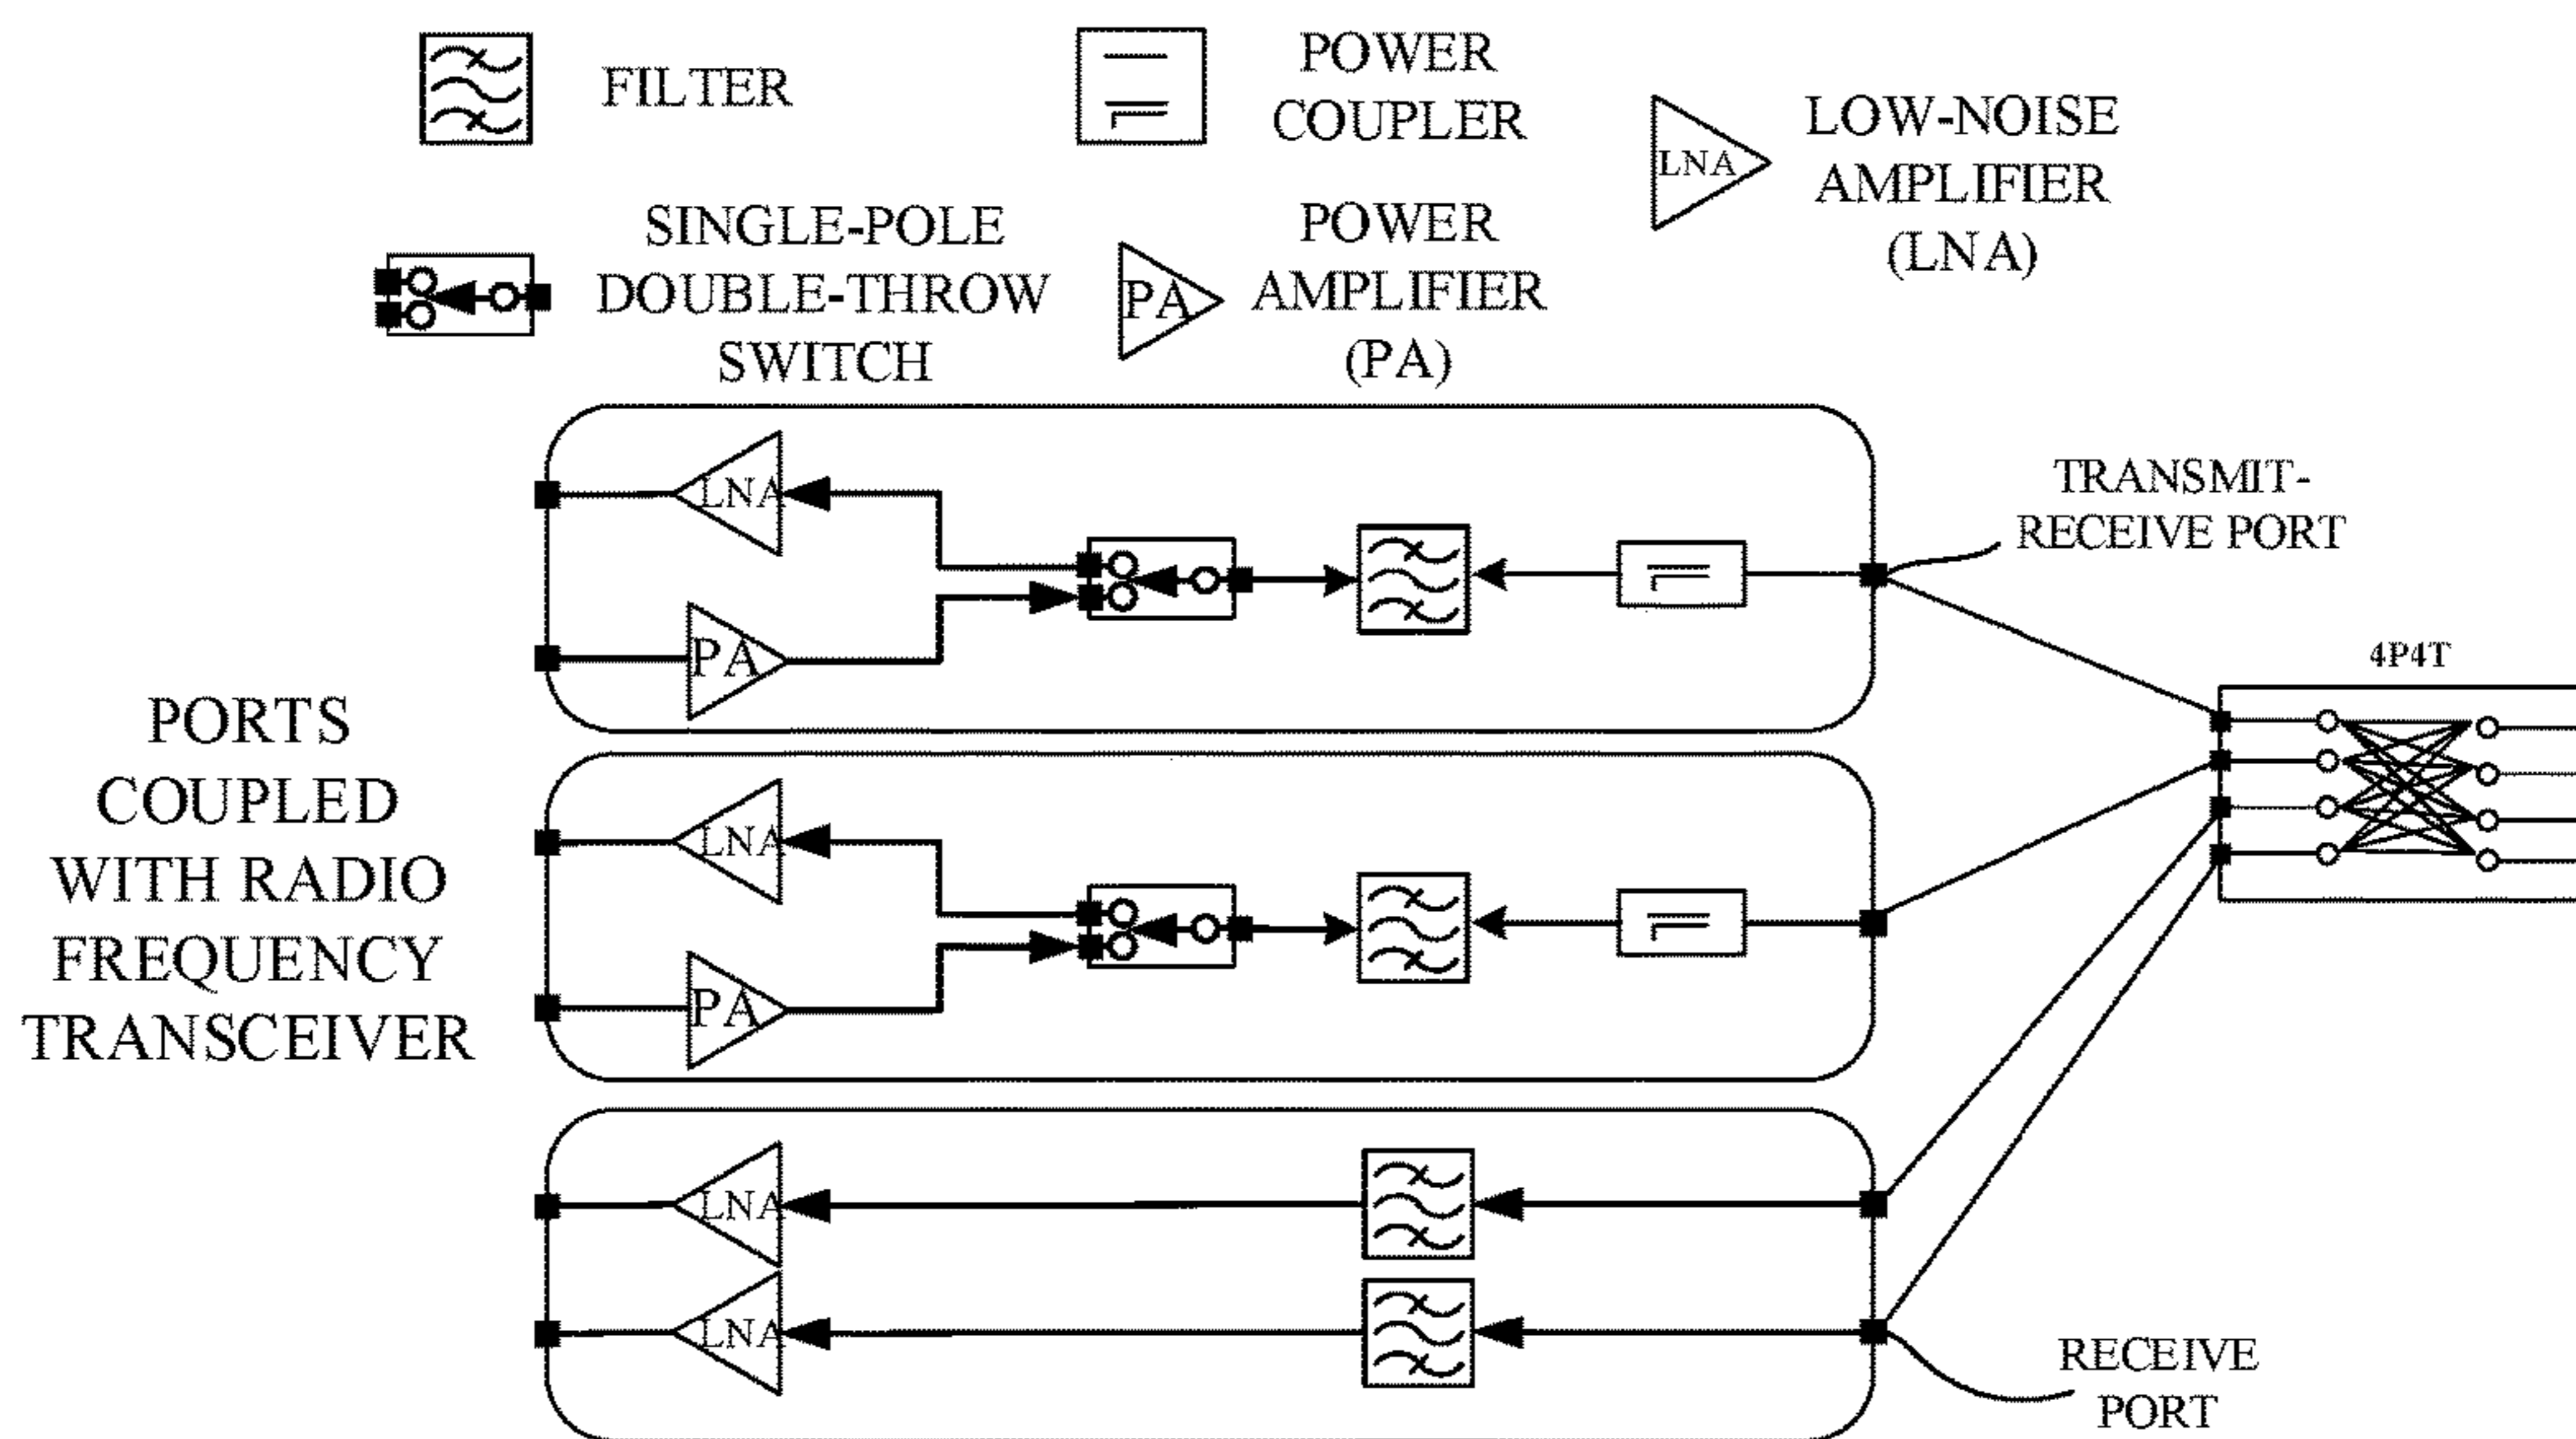 FILTER
POWER
COUPLER
LNA
LOW-NOISE
AMPLIFIER
(LNA)
SINGLE-POLE
DOUBLE-THROW
SWITCH
PA
POWER
AMPLIFIER
(PA)
LNA
PA
TRANSMIT-
RECEIVE PORT
4P4T
PORTS
COUPLED
WITH RADIO
FREQUENCY
TRANSCEIVER
LNA
PA
LNA
LNA
RECEIVE
PORT